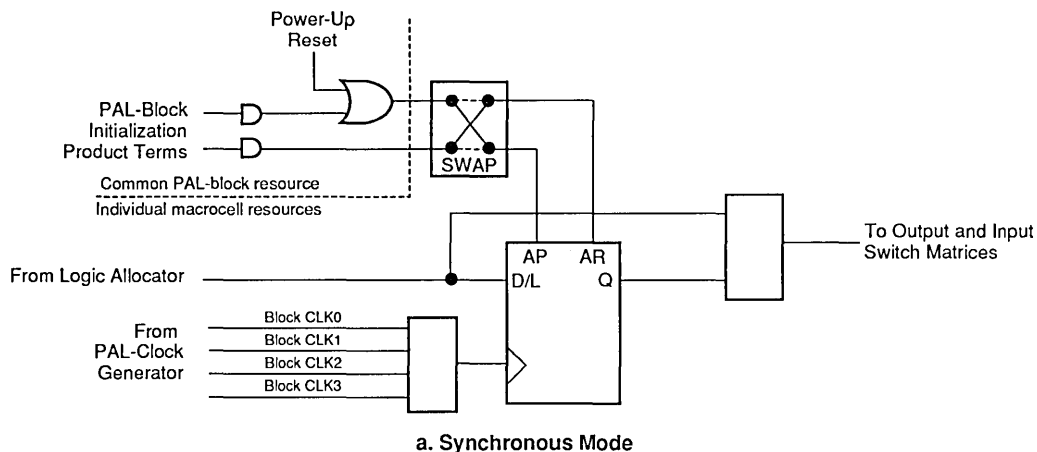 Power-Up
Reset
PAL-Block
Initialization
Product Terms
SWAP
Common PAL-block resource
Individual macrocell resources
To Output and Input
Switch Matrices
AP AR
From Logic Allocator
D/L Q
From
PAL-Clock
Generator
Block CLK0
Block CLK1
Block CLK2
Block CLK3
a. Synchronous Mode